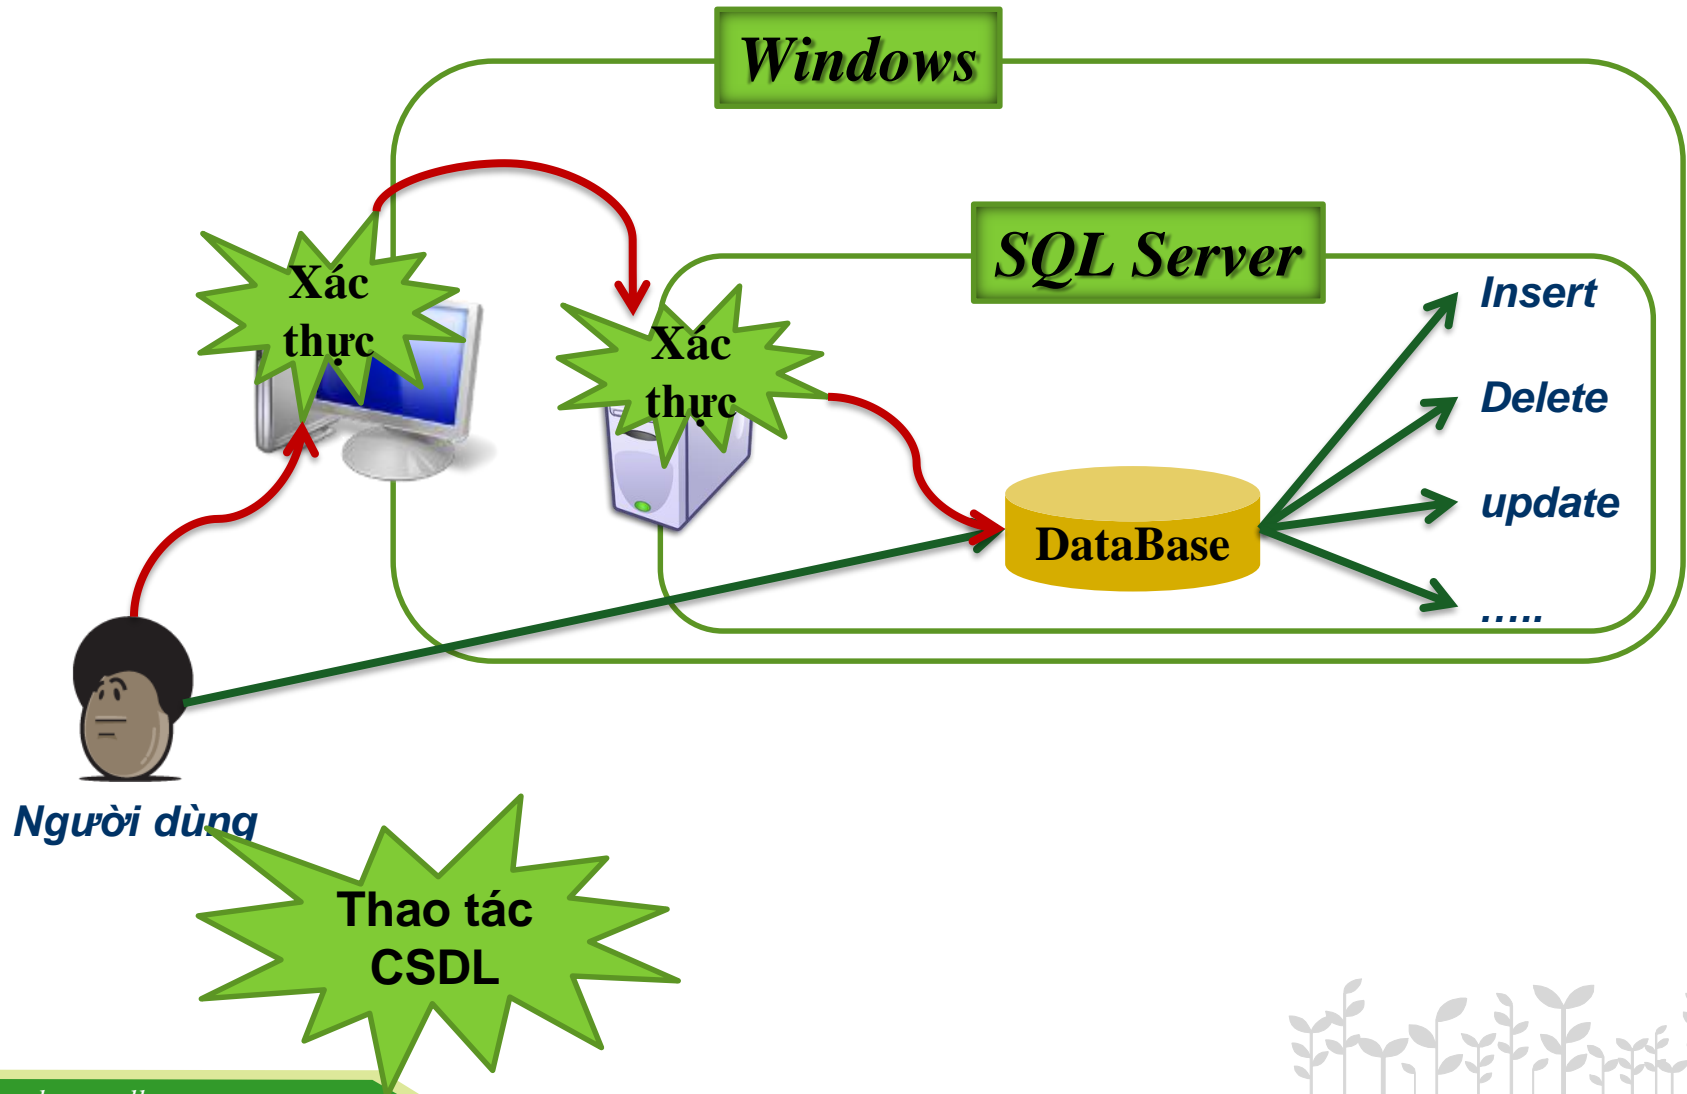 Windows
SQL Server
Xác
thực
Xác
thực
Insert
Delete
update
.....
DataBase
Người dùng
Thao tác
CSDL